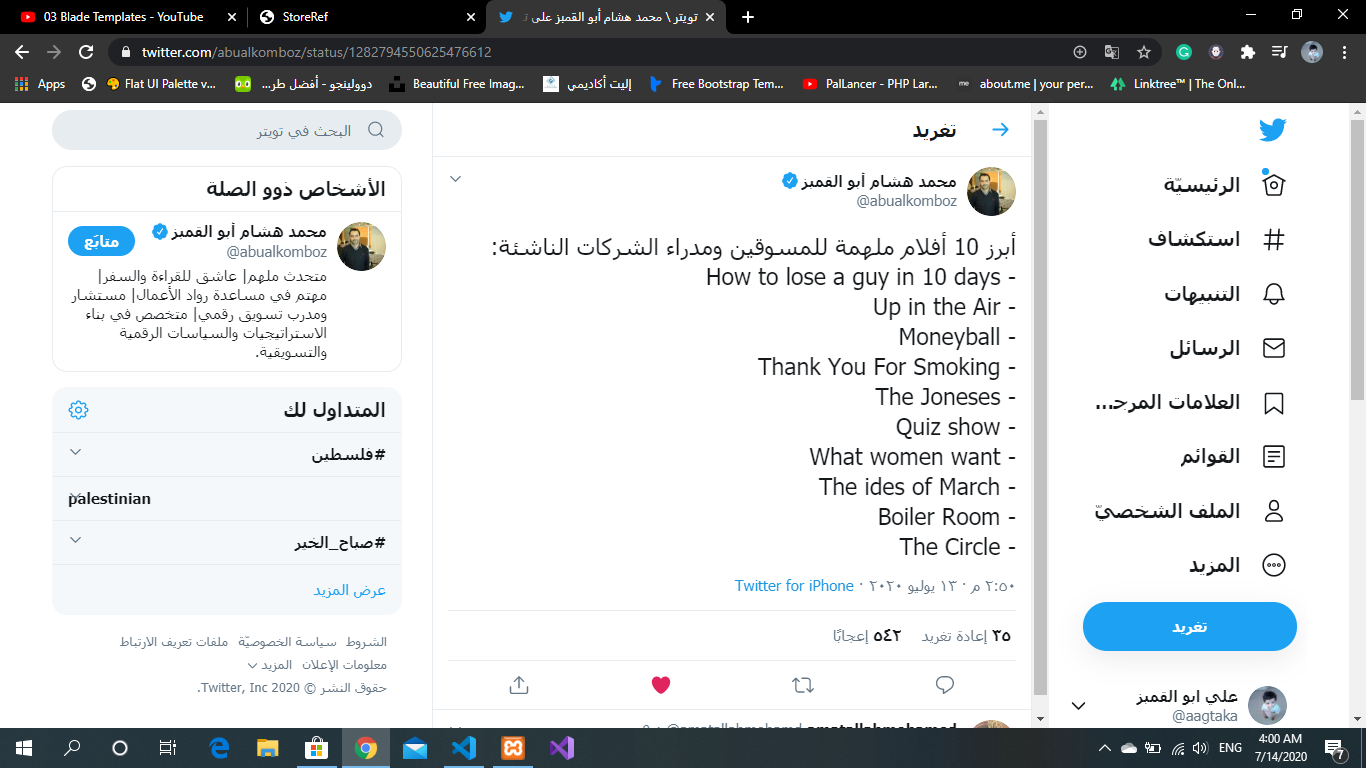 03 Blade Templates - YouTube
StoreRef
تويتر \ محمد هشام أبو القمبز على
twitter.com/abualkomboz/status/1282794550625476612
Apps
Flat UI Palette v...
دوولينجو - أفضل طر...
Beautiful Free Imag...
إليت أكاديمي
Free Bootstrap Tem...
PalLancer - PHP Lar...
me
about.me | your per...
Linktree™ | The Onl...
الرئيسيّة
استكشاف
التنبيهات
الرسائل
العلامات المرجـ...
القوائم
الملف الشخصيّ
المزيد
تغريد
علي ابو القمبز
@aagtaka
تغريد
محمد هشام أبو القمبز
@abualkomboz
أبرز 10 أفلام ملهمة للمسوقين ومدراء الشركات الناشئة:
- How to lose a guy in 10 days
- Up in the Air
- Moneyball
- Thank You For Smoking
- The Joneses
- Quiz show
- What women want
- The ides of March
- Boiler Room
- The Circle
٢:٥٠ م · ١٣ يوليو ٢٠٢٠ · Twitter for iPhone
٣٥ إعادة تغريد ٥٤٢ إعجابًا
البحث في تويتر
الأشخاص ذوو الصلة
محمد هشام أبو القمبز
@abualkomboz
متابَع
متحدث ملهم| عاشق للقراءة والسفر|
مهتم في مساعدة رواد الأعمال| مستشار
ومدرب تسويق رقمي| متخصص في بناء
الاستراتيجيات والسياسات الرقمية
والتسويقية.
المتداول لك
#فلسطين
palestinian
#صباح_الخير
عرض المزيد
الشروط سياسة الخصوصيّة ملفات تعريف الارتباط
معلومات الإعلان المزيد
حقوق النشر © 2020 Twitter, Inc.
ENG
4:00 AM
7/14/2020
7